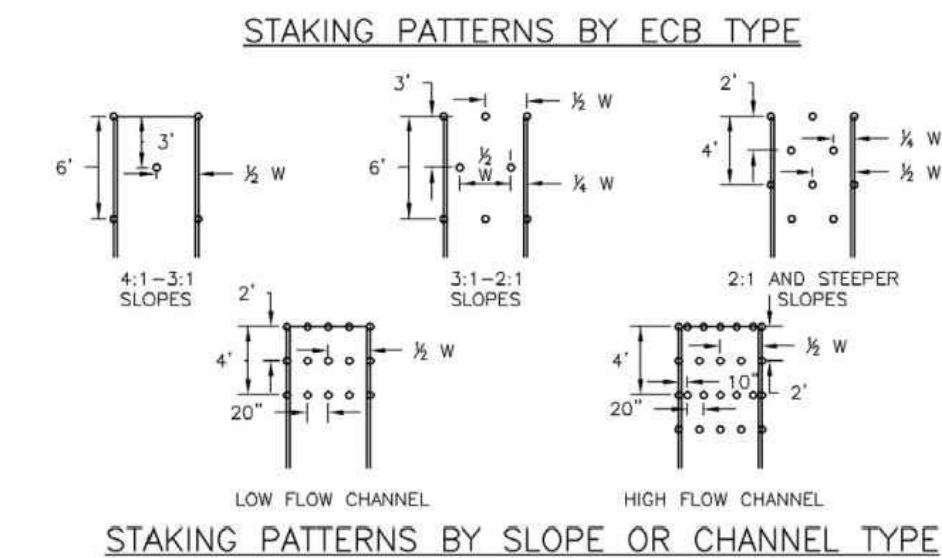 STAKING PATTERNS BY ECB TYPE
3'
6'
½ W
4:1–3:1
SLOPES
3'
6'
½ W
½
W
¼ W
3:1–2:1
SLOPES
2'
4'
¼ W
½ W
2:1 AND STEEPER
SLOPES
2'
4'
½ W
20"
LOW FLOW CHANNEL
4'
½ W
10"
2'
20"
HIGH FLOW CHANNEL
STAKING PATTERNS BY SLOPE OR CHANNEL TYPE